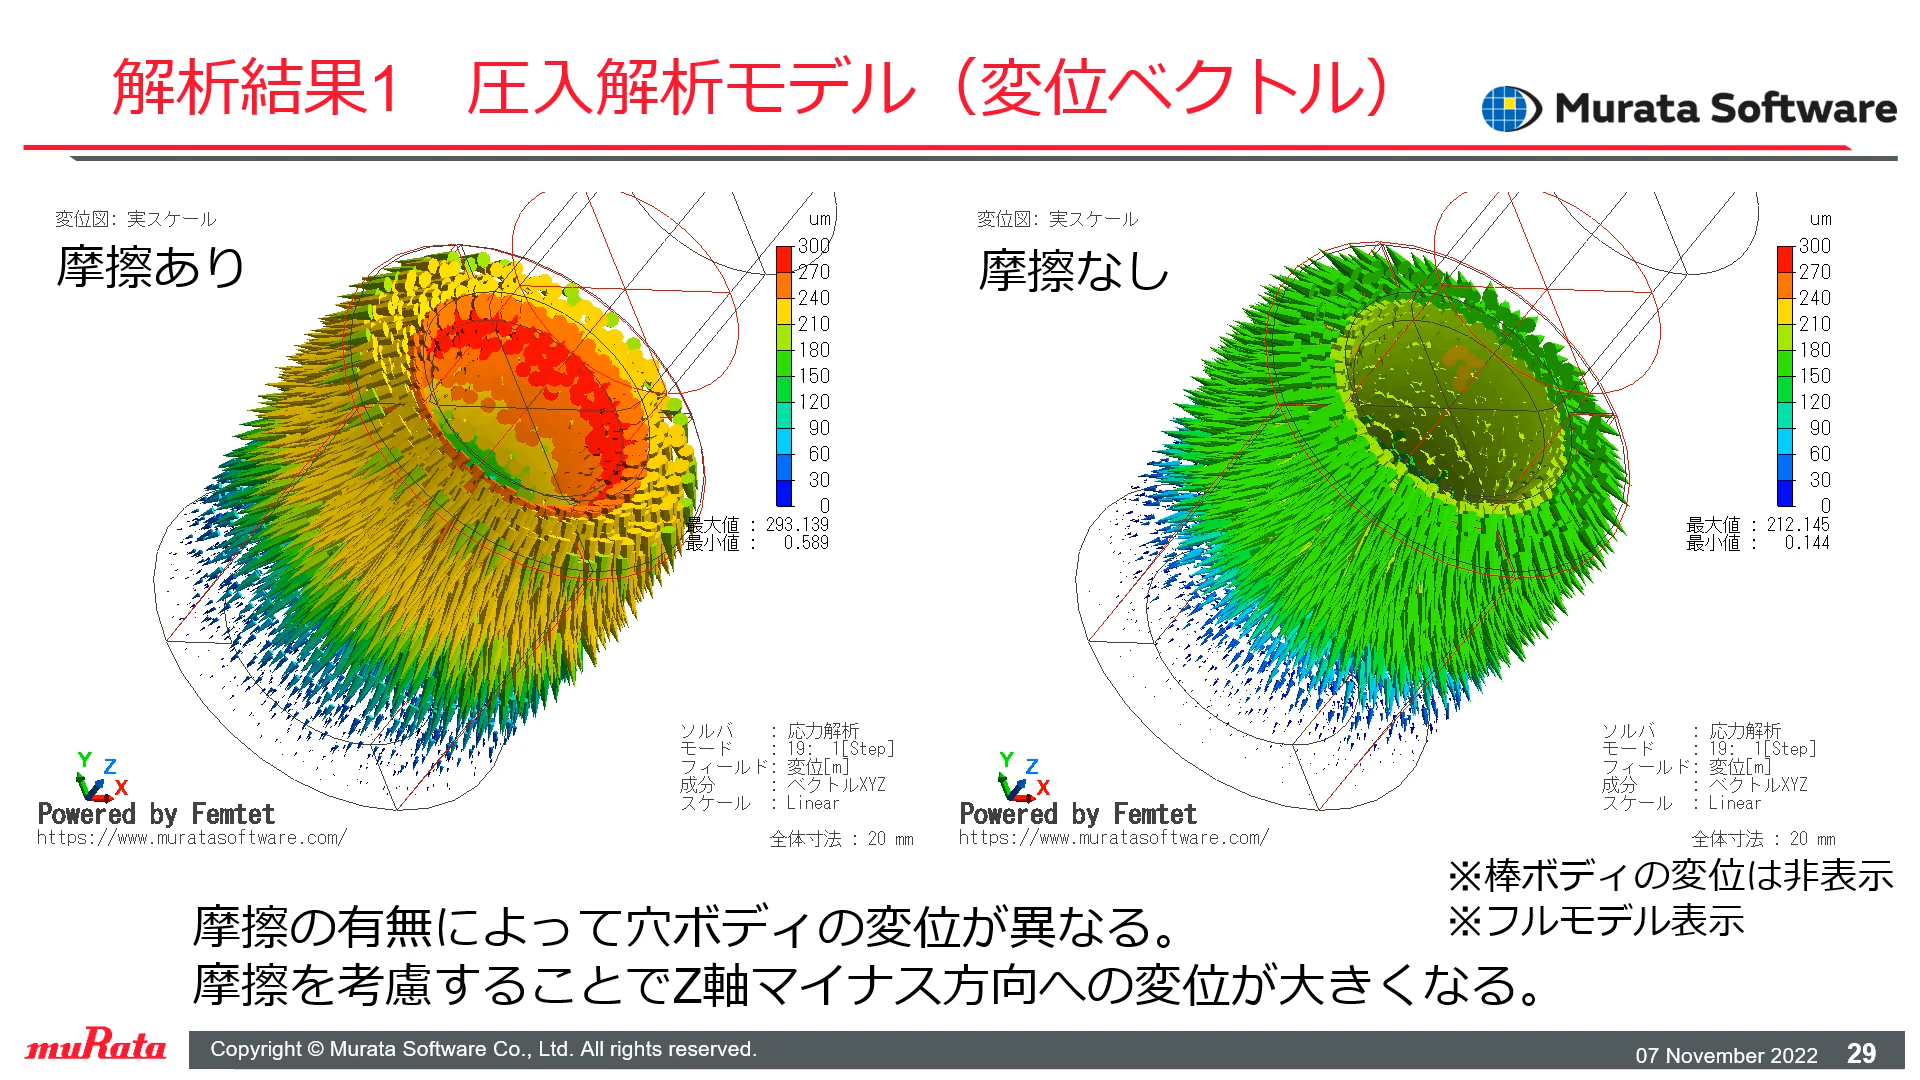 解析結果1　圧入解析モデル（変位ベクトル）
Murata Software
変位図: 実スケール
摩擦あり
um
300
270
240
210
180
150
120
90
60
30
0
最大値 : 293.139
最小値 : 0.589
ソルバ : 応力解析
モード : 19: 1[Step]
フィールド: 変位[m]
成分 : ベクトルXYZ
スケール : Linear
Y
Z
X
Powered by Femtet
https://www.muratasoftware.com/
全体寸法 : 20 mm
変位図: 実スケール
摩擦なし
um
300
270
240
210
180
150
120
90
60
30
0
最大値 : 212.145
最小値 : 0.144
ソルバ : 応力解析
モード : 19: 1[Step]
フィールド: 変位[m]
成分 : ベクトルXYZ
スケール : Linear
Y
Z
X
Powered by Femtet
https://www.muratasoftware.com/
全体寸法 : 20 mm
※棒ボディの変位は非表示
※フルモデル表示
摩擦の有無によって穴ボディの変位が異なる。
摩擦を考慮することでZ軸マイナス方向への変位が大きくなる。
muRata
Copyright © Murata Software Co., Ltd. All rights reserved.
07 November 2022
29